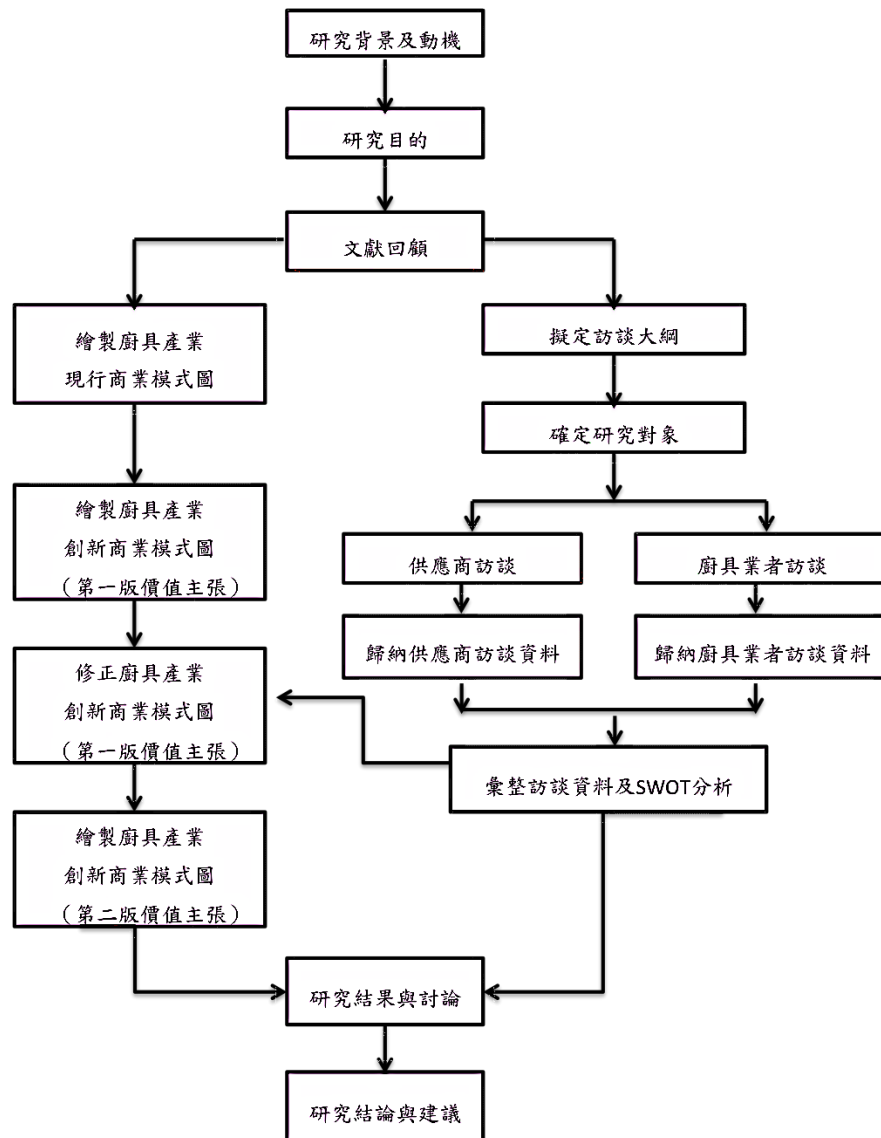 研究背景及動機
研究目的
文獻回顧
繪製廚具產業
現行商業模式圖
擬定訪談大綱
確定研究對象
繪製廚具產業
創新商業模式圖
(第一版價值主張)
供應商訪談
廚具業者訪談
歸納供應商訪談資料
歸納廚具業者訪談資料
修正廚具產業
創新商業模式圖
(第一版價值主張)
彙整訪談資料及SWOT分析
繪製廚具產業
創新商業模式圖
(第二版價值主張)
研究結果與討論
研究結論與建議